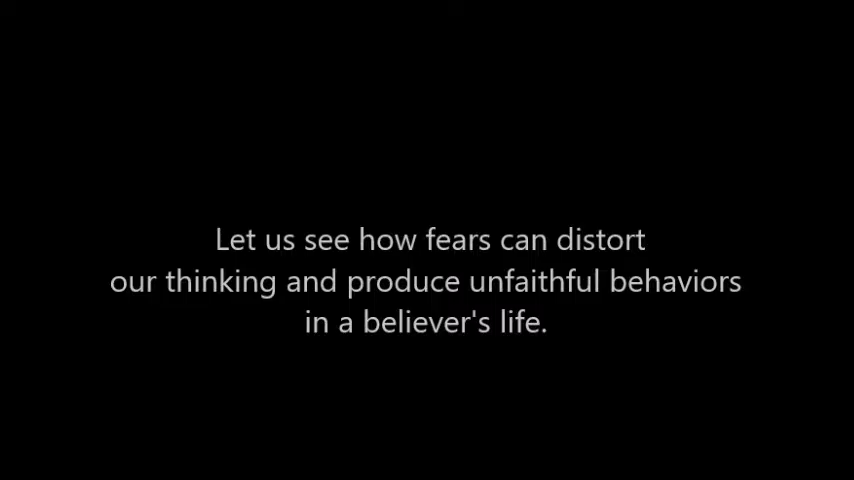 Let us see how fears can distort
our thinking and produce unfaithful behaviors
in a believer's life.